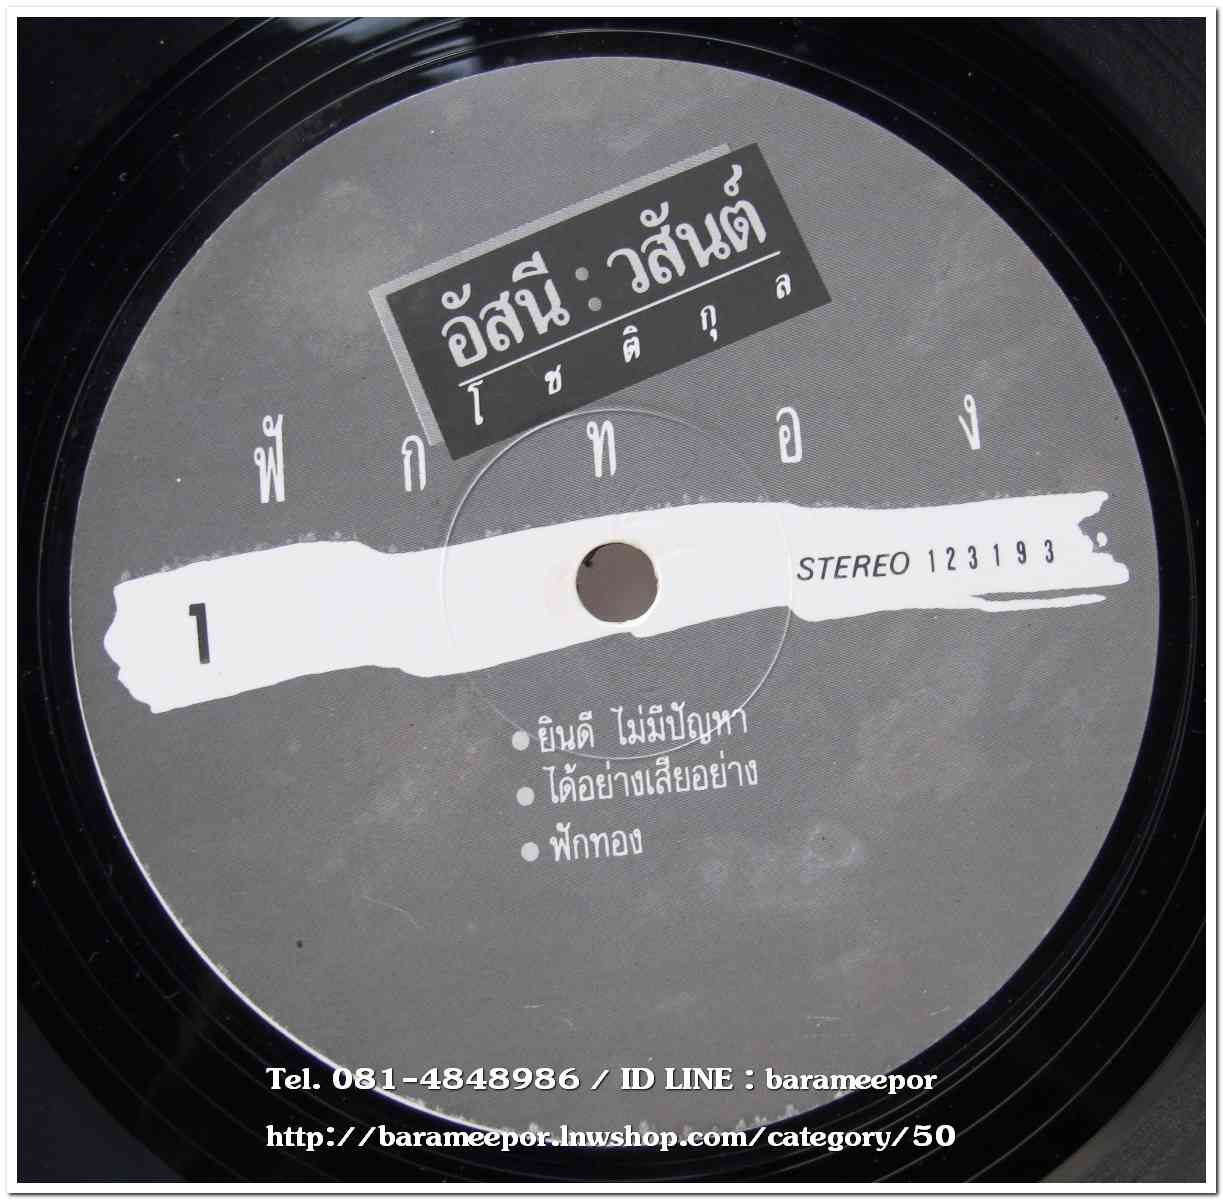 อัสนี : วสันต์
โชติกุล
ฟักทอง
1
STEREO 123193
• ยินดี ไม่มีปัญหา
• ได้อย่างเสียอย่าง
• ฟักทอง
Tel. 081-4848986 / ID LINE : barameepor
http://barameepor.lnwshop.com/category/50